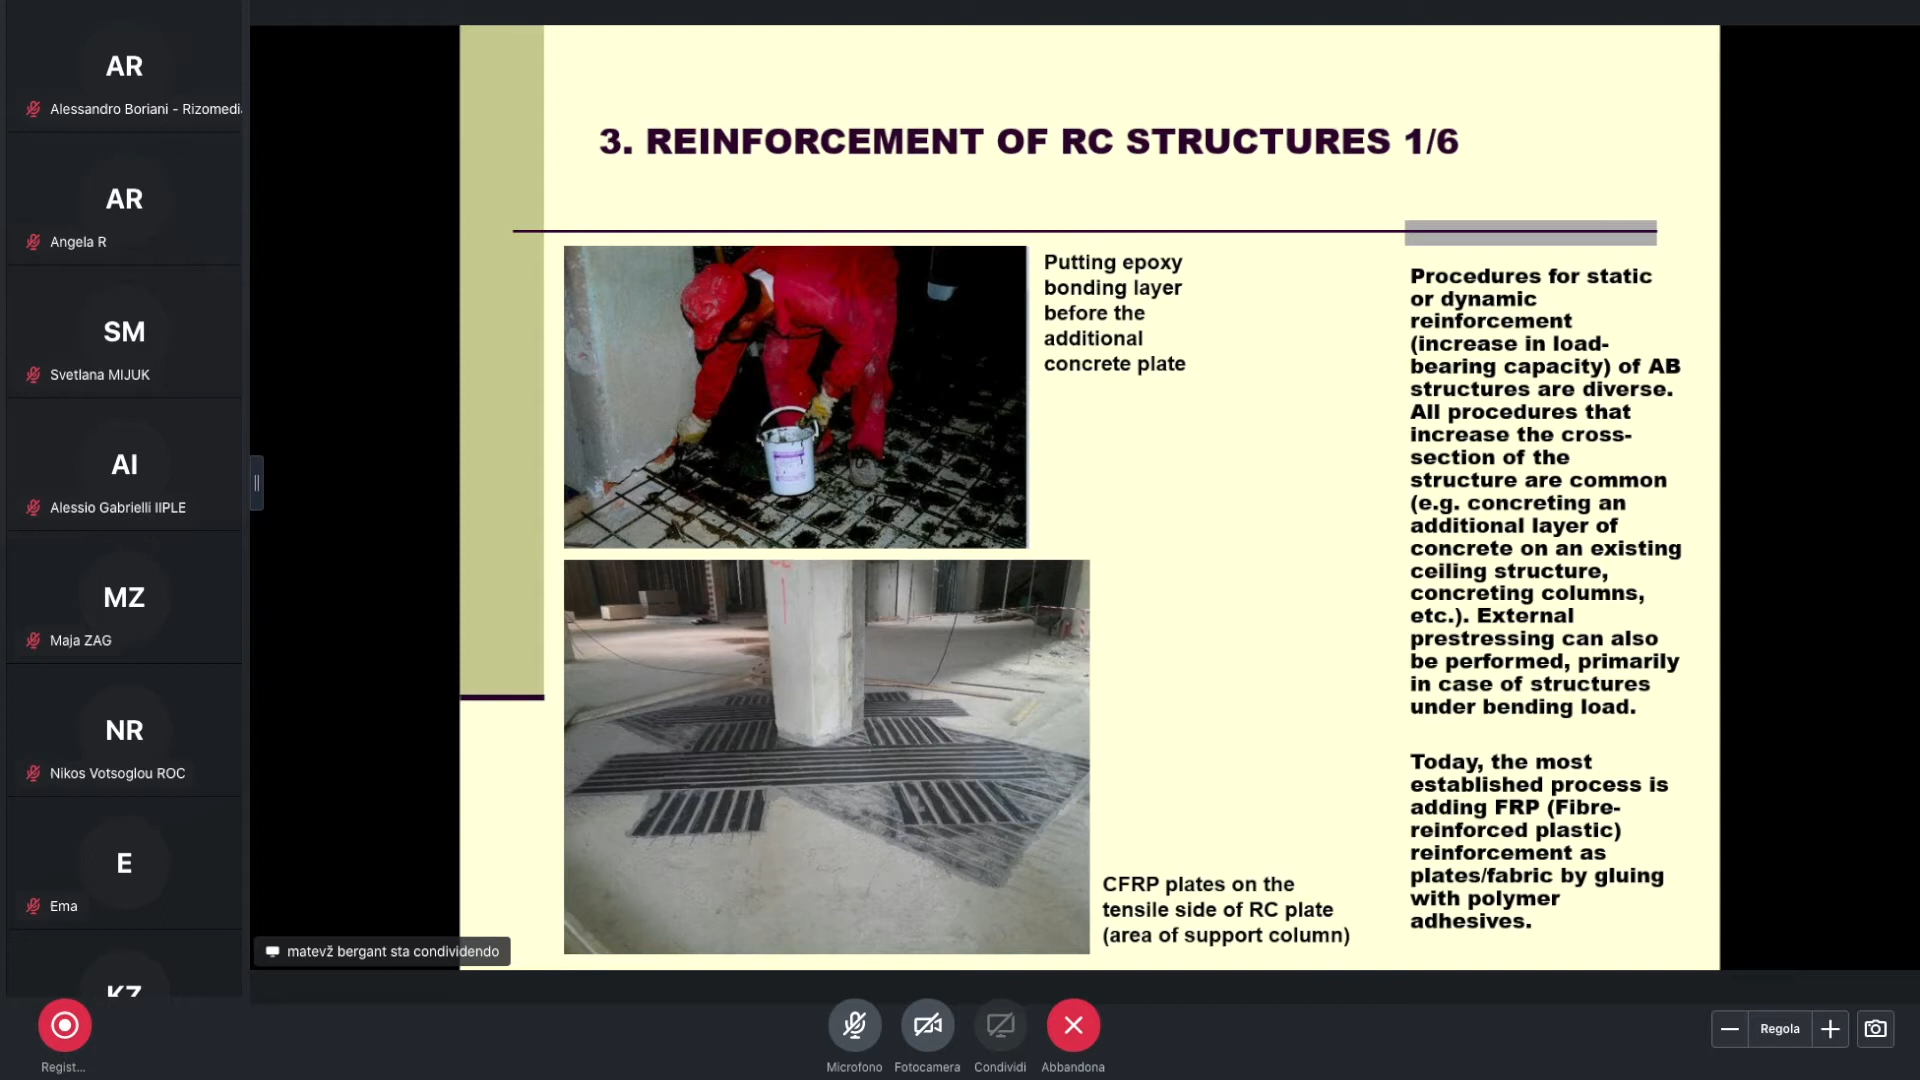 AR
Alessandro Boriani - Rizomedia
AR
Angela R
SM
Svetlana MIJUK
AI
Alessio Gabrielli IIPLE
MZ
Maja ZAG
NR
Nikos Votsoglou ROC
E
Ema
KZ
3. REINFORCEMENT OF RC STRUCTURES 1/6
Putting epoxy
bonding layer
before the
additional
concrete plate
CFRP plates on the
tensile side of RC plate
(area of support column)
Procedures for static
or dynamic
reinforcement
(increase in load-
bearing capacity) of AB
structures are diverse.
All procedures that
increase the cross-
section of the
structure are common
(e.g. concreting an
additional layer of
concrete on an existing
ceiling structure,
concreting columns,
etc.). External
prestressing can also
be performed, primarily
in case of structures
under bending load.
Today, the most
established process is
adding FRP (Fibre-
reinforced plastic)
reinforcement as
plates/fabric by gluing
with polymer
adhesives.
matevž bergant sta condividendo
Regist...
Microfono
Fotocamera
Condividi
Abbandona
Regola